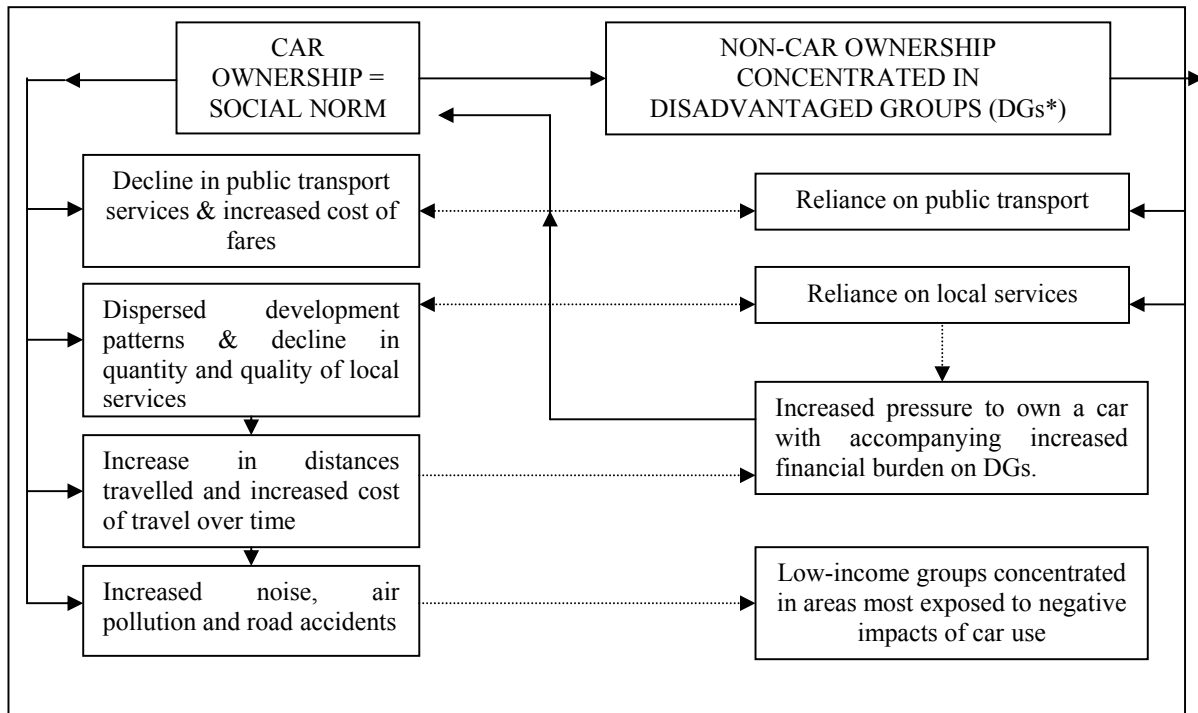 CAR
OWNERSHIP =
SOCIAL NORM
NON-CAR OWNERSHIP
CONCENTRATED IN
DISADVANTAGED GROUPS (DGs*)
Decline in public transport
services & increased cost of
fares
Reliance on public transport
Dispersed development
patterns & decline in
quantity and quality of local
services
Reliance on local services
Increased pressure to own a car
with accompanying increased
financial burden on DGs.
Increase in distances
travelled and increased cost
of travel over time
Increased noise, air
pollution and road accidents
Low-income groups concentrated
in areas most exposed to negative
impacts of car use